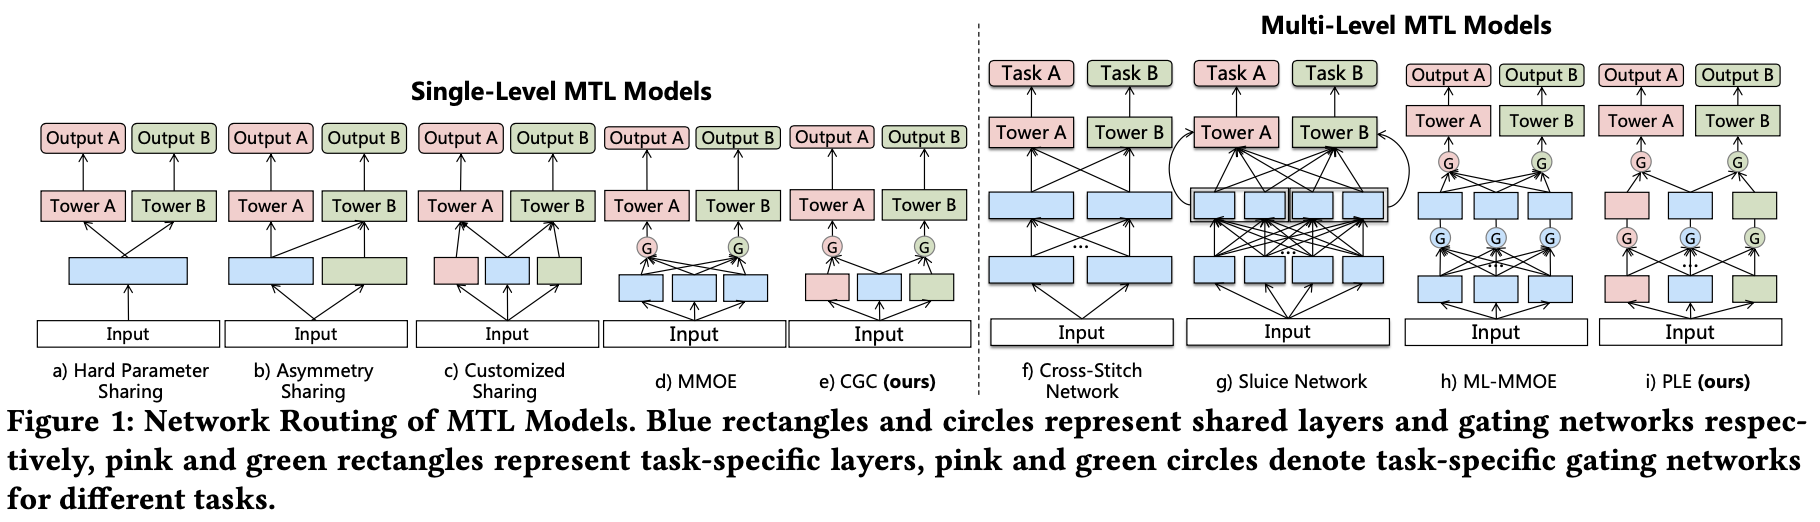 Single-Level MTL Models
Multi-Level MTL Models
Output A Output B
Tower A Tower B
Input
a) Hard Parameter
Sharing
Output A Output B
Tower A Tower B
Input
b) Asymmetry
Sharing
Output A Output B
Tower A Tower B
Input
c) Customized
Sharing
Output A Output B
Tower A Tower B
G G
Input
d) MMOE
Output A Output B
Tower A Tower B
G G
Input
e) CGC (ours)
Task A Task B
Tower A Tower B
...
Input
f) Cross-Stitch
Network
Task A Task B
Tower A Tower B
...
Input
g) Sluice Network
Output A Output B
Tower A Tower B
G G
G G G
...
Input
h) ML-MMOE
Output A Output B
Tower A Tower B
G G
G G G
...
Input
i) PLE (ours)
Figure 1: Network Routing of MTL Models. Blue rectangles and circles represent shared layers and gating networks respec-
tively, pink and green rectangles represent task-specific layers, pink and green circles denote task-specific gating networks
for different tasks.